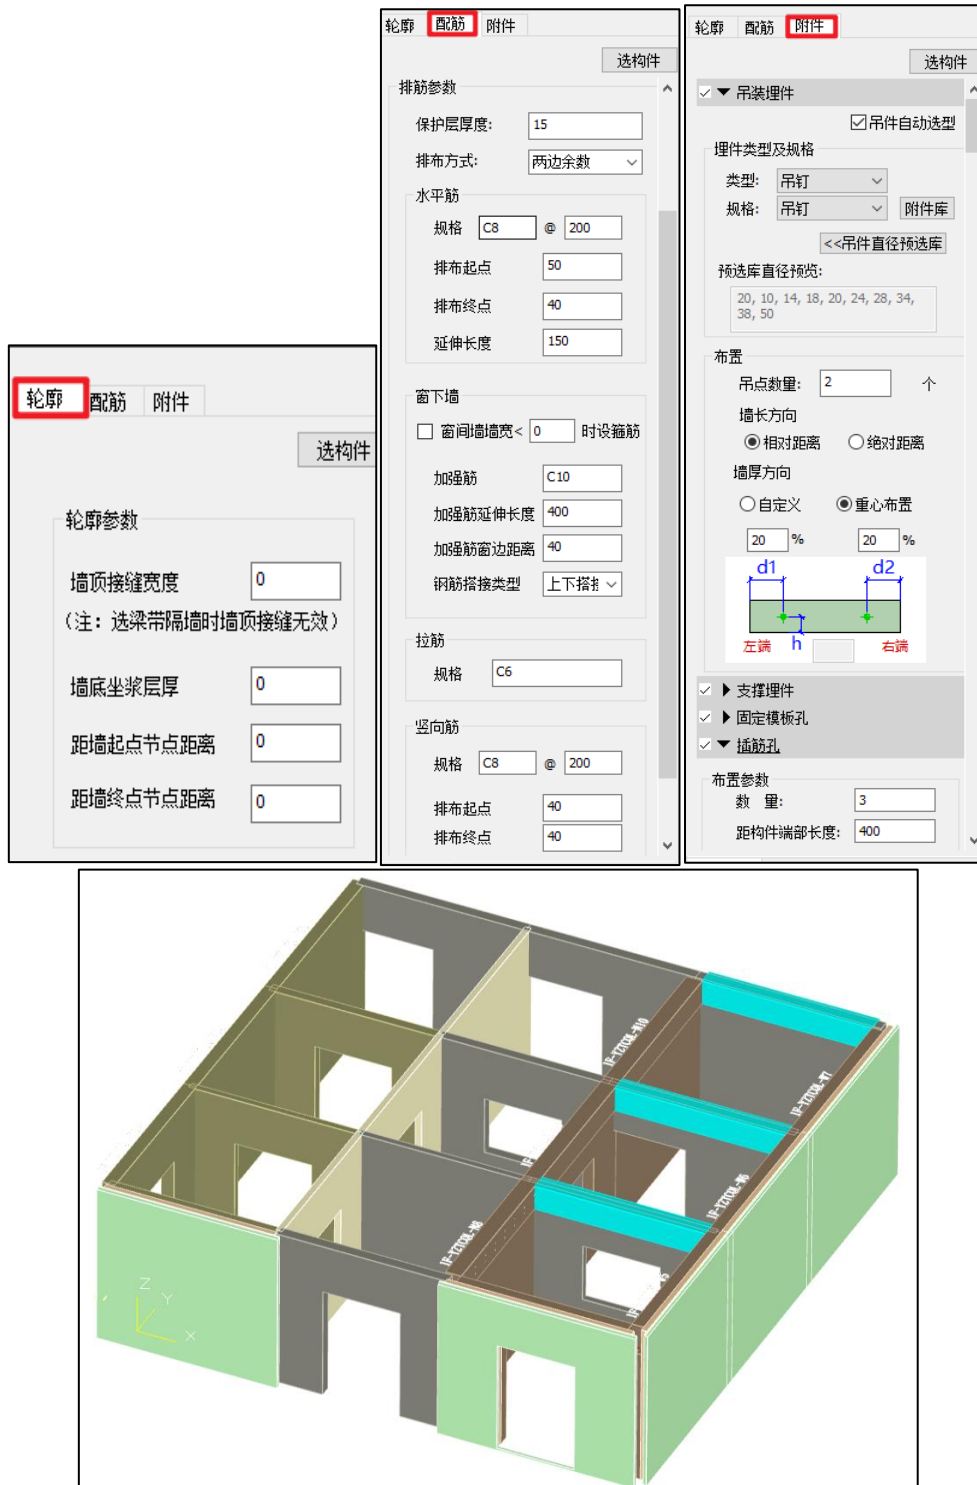 轮廓 配筋 附件
选构件
轮廓参数
墙顶接缝宽度 0
（注：选梁带隔墙时墙顶接缝无效）
墙底坐浆层厚 0
距墙起点节点距离 0
距墙终点节点距离 0
轮廓 配筋 附件
选构件
排筋参数
保护层厚度: 15
排布方式: 两边余数
水平筋
规格 C8 @ 200
排布起点 50
排布终点 40
延伸长度 150
窗下墙
窗间墙墙宽< 0 时设箍筋
加强筋 C10
加强筋延伸长度 400
加强筋窗边距离 40
钢筋搭接类型 上下搭接
拉筋
规格 C6
竖向筋
规格 C8 @ 200
排布起点 40
排布终点 40
轮廓 配筋 附件
选构件
吊装埋件
吊件自动选型
埋件类型及规格
类型: 吊钉
规格: 吊钉 附件库
<<吊件直径预选库
预选库直径预览:
20, 10, 14, 18, 20, 24, 28, 34,
38, 50
布置
吊点数量: 2 个
墙长方向
相对距离 绝对距离
墙厚方向
自定义 重心布置
20 % 20 %
d1 d2
左端 h 右端
支撑埋件
固定模板孔
插筋孔
布置参数
数 量: 3
距构件端部长度: 400
1F-YZTCQL-N10
1F-YZTCQL-W7
1F-YZTCQL-W6
1F-YZTCQL-N8
Z
Y
X